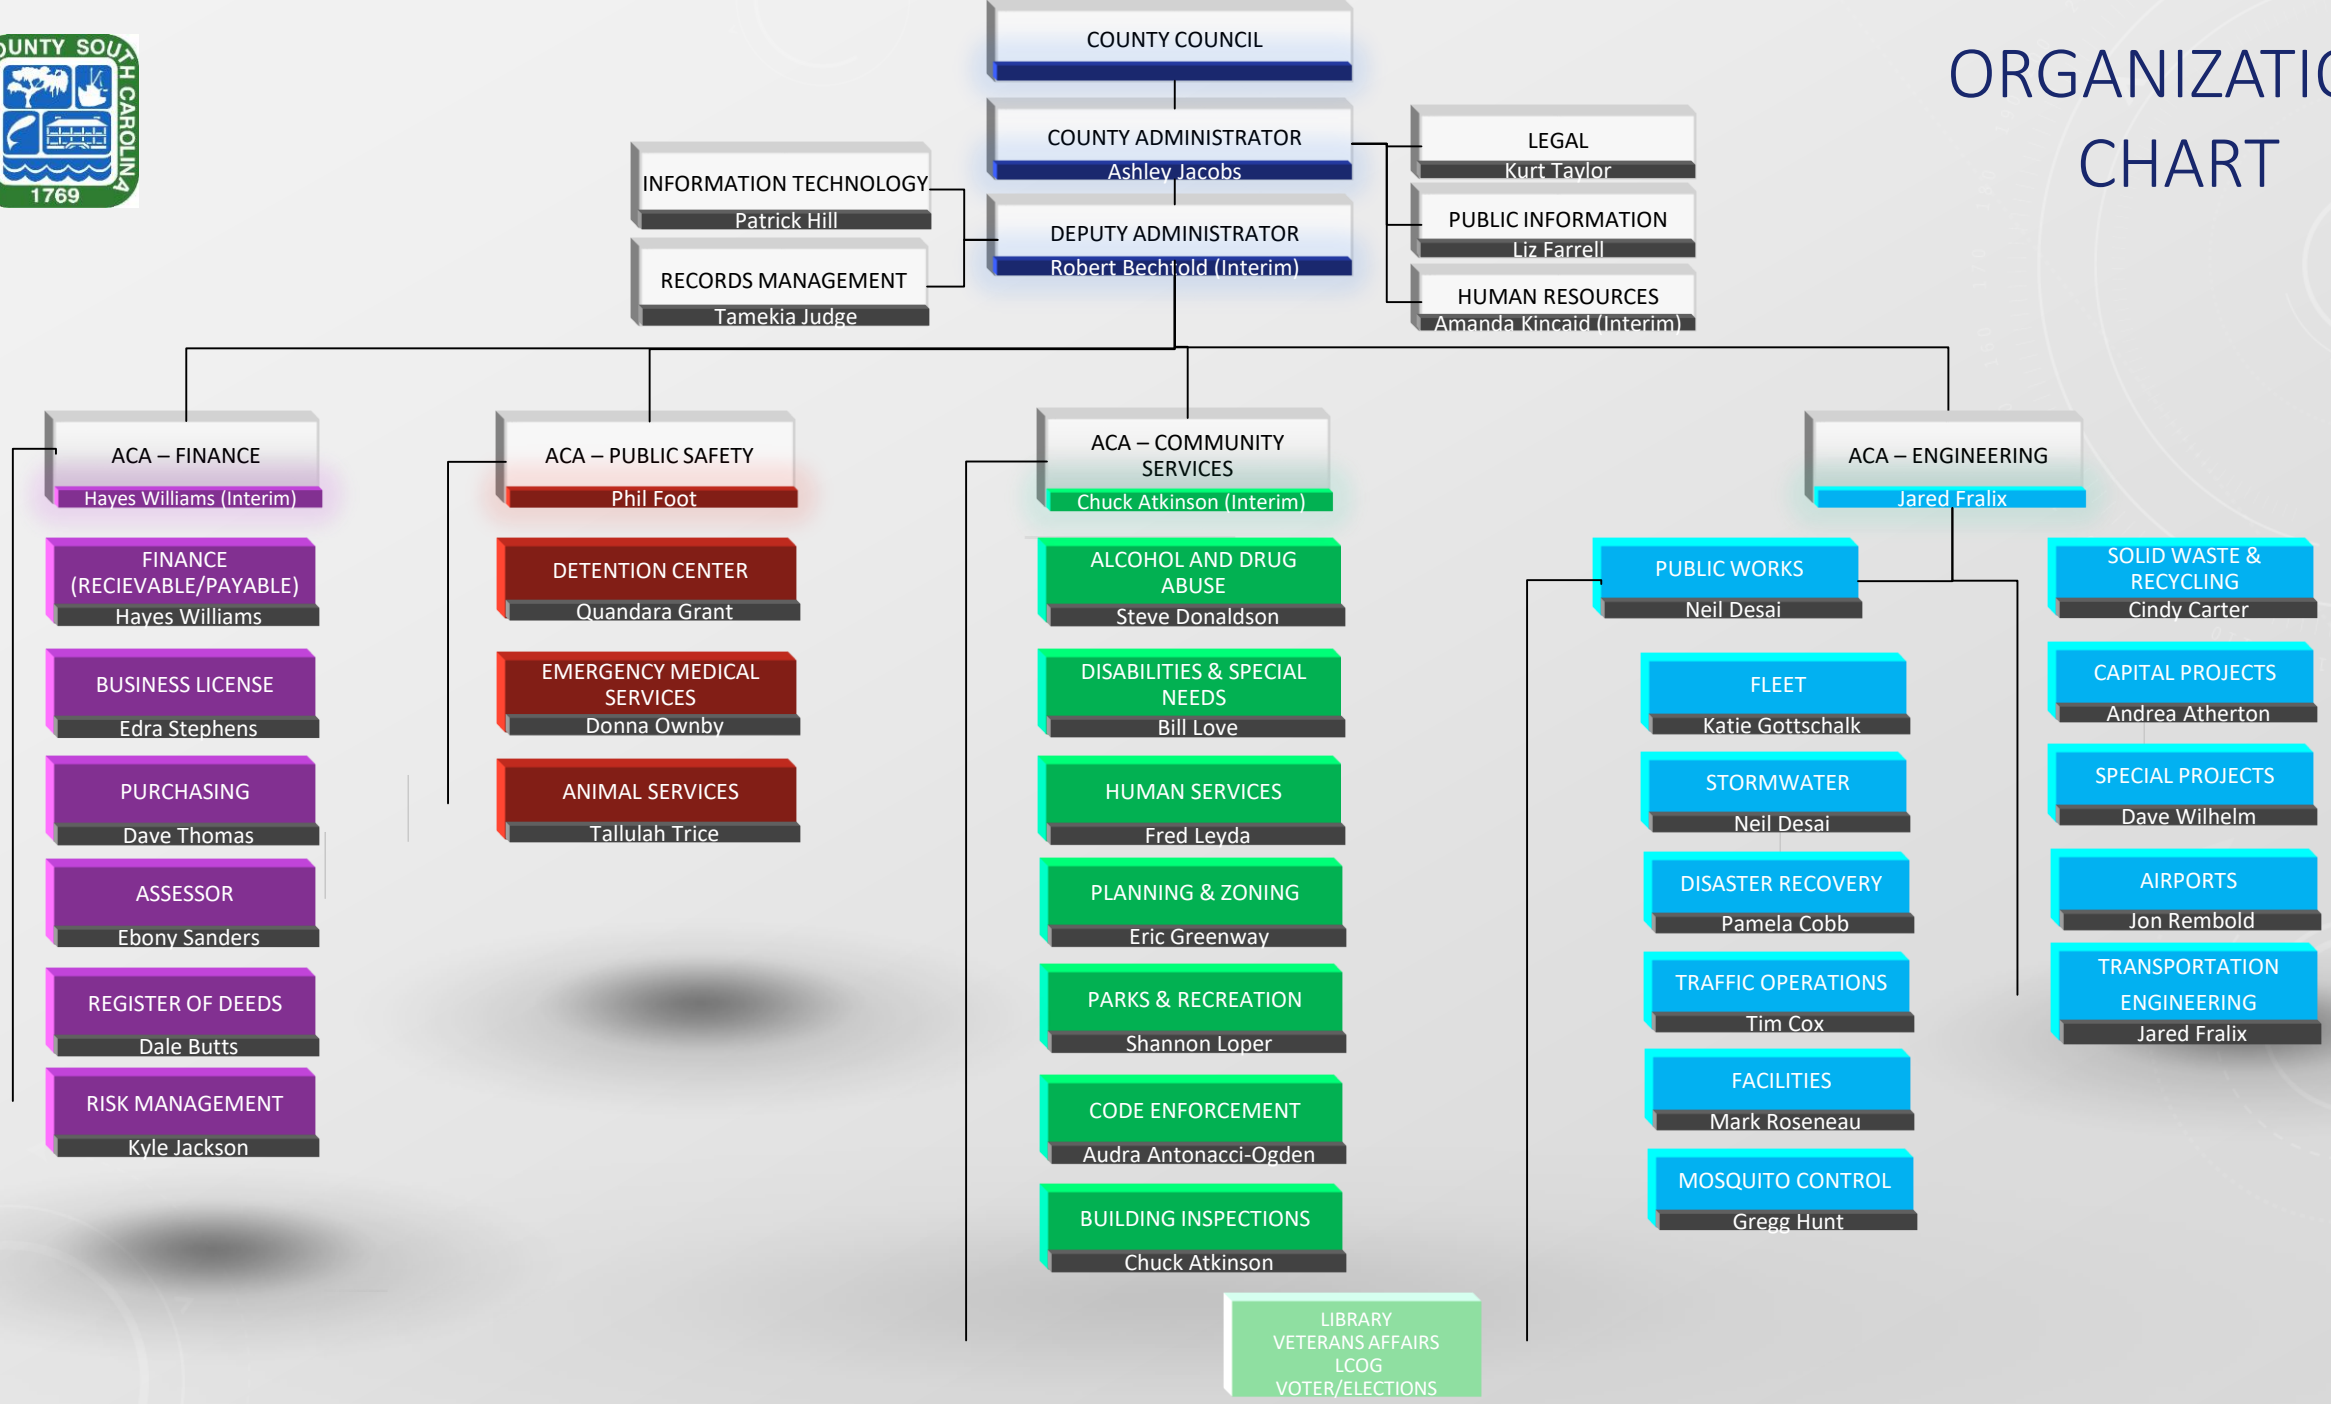 OUNTY SOUTH CAROLINA
1769
ORGANIZATIO
CHART
COUNTY COUNCIL
COUNTY ADMINISTRATOR
Ashley Jacobs
DEPUTY ADMINISTRATOR
Robert Bechtold (Interim)
INFORMATION TECHNOLOGY
Patrick Hill
RECORDS MANAGEMENT
Tamekia Judge
LEGAL
Kurt Taylor
PUBLIC INFORMATION
Liz Farrell
HUMAN RESOURCES
Amanda Kincaid (Interim)
ACA – FINANCE
Hayes Williams (Interim)
FINANCE
(RECIEVABLE/PAYABLE)
Hayes Williams
BUSINESS LICENSE
Edra Stephens
PURCHASING
Dave Thomas
ASSESSOR
Ebony Sanders
REGISTER OF DEEDS
Dale Butts
RISK MANAGEMENT
Kyle Jackson
ACA – PUBLIC SAFETY
Phil Foot
DETENTION CENTER
Quandara Grant
EMERGENCY MEDICAL
SERVICES
Donna Ownby
ANIMAL SERVICES
Tallulah Trice
ACA – COMMUNITY
SERVICES
Chuck Atkinson (Interim)
ALCOHOL AND DRUG
ABUSE
Steve Donaldson
DISABILITIES & SPECIAL
NEEDS
Bill Love
HUMAN SERVICES
Fred Leyda
PLANNING & ZONING
Eric Greenway
PARKS & RECREATION
Shannon Loper
CODE ENFORCEMENT
Audra Antonacci-Ogden
BUILDING INSPECTIONS
Chuck Atkinson
LIBRARY
VETERANS AFFAIRS
LCOG
VOTER/ELECTIONS
ACA – ENGINEERING
Jared Fralix
PUBLIC WORKS
Neil Desai
FLEET
Katie Gottschalk
STORMWATER
Neil Desai
DISASTER RECOVERY
Pamela Cobb
TRAFFIC OPERATIONS
Tim Cox
FACILITIES
Mark Roseneau
MOSQUITO CONTROL
Gregg Hunt
SOLID WASTE &
RECYCLING
Cindy Carter
CAPITAL PROJECTS
Andrea Atherton
SPECIAL PROJECTS
Dave Wilhelm
AIRPORTS
Jon Rembold
TRANSPORTATION
ENGINEERING
Jared Fralix